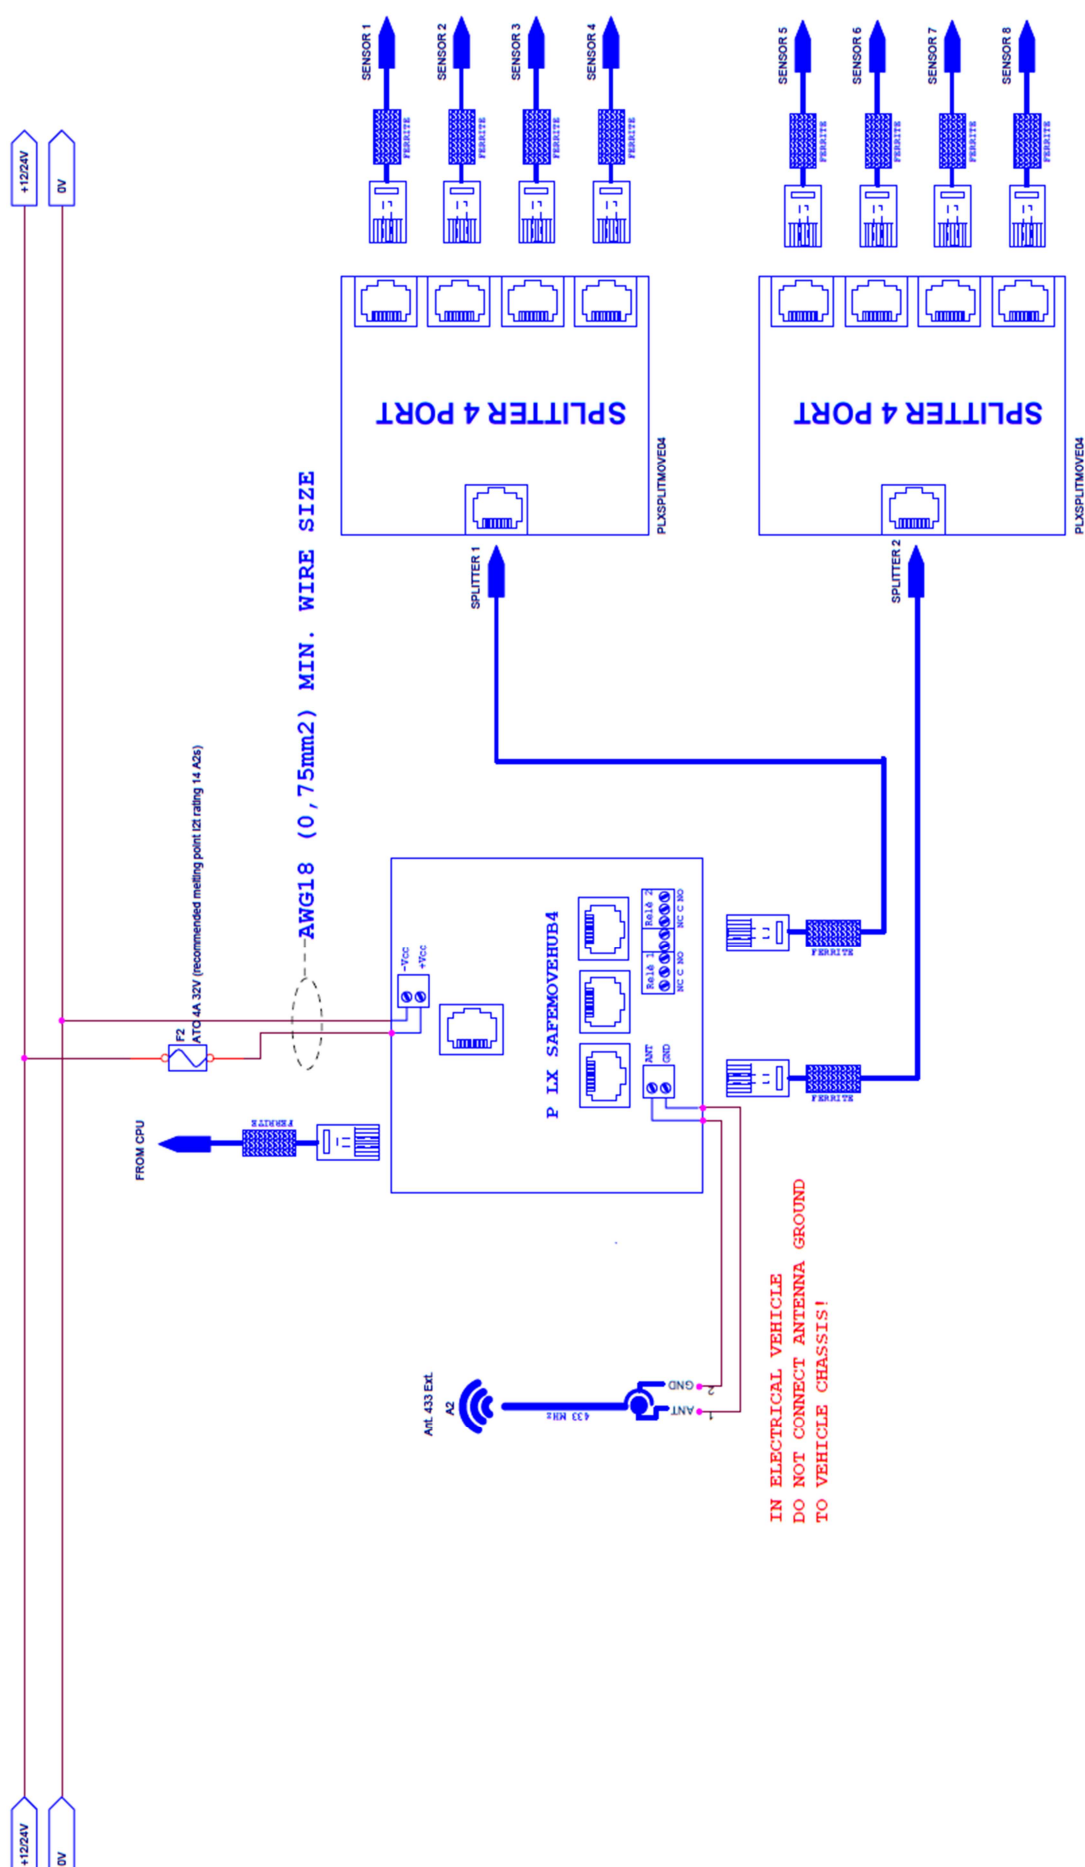 SENSOR 1
SENSOR 2
SENSOR 3
SENSOR 4
SENSOR 5
SENSOR 6
SENSOR 7
SENSOR 8
FERRITE
FERRITE
FERRITE
FERRITE
FERRITE
FERRITE
FERRITE
FERRITE
+12/24V
0V
SPLITTER 4 PORT
SPLITTER 4 PORT
PLXSPLITMOVE04
PLXSPLITMOVE04
SPLITTER 1
SPLITTER 2
AWG18 (0,75mm2) MIN. WIRE SIZE
F2
ATO 4A 32V (recommended melting point I2t rating 14 A2s)
-Vcc
+Vcc
P LX SAFEMOVEHUB4
Relé 1
NC C NO
Relé 2
NC C NO
ANT
GND
FERRITE
FERRITE
FROM CPU
FERRITE
Ant. 433 Ext.
A2
433 MHz
GND
2
ANT
1
IN ELECTRICAL VEHICLE
DO NOT CONNECT ANTENNA GROUND
TO VEHICLE CHASSIS!
+12/24V
0V